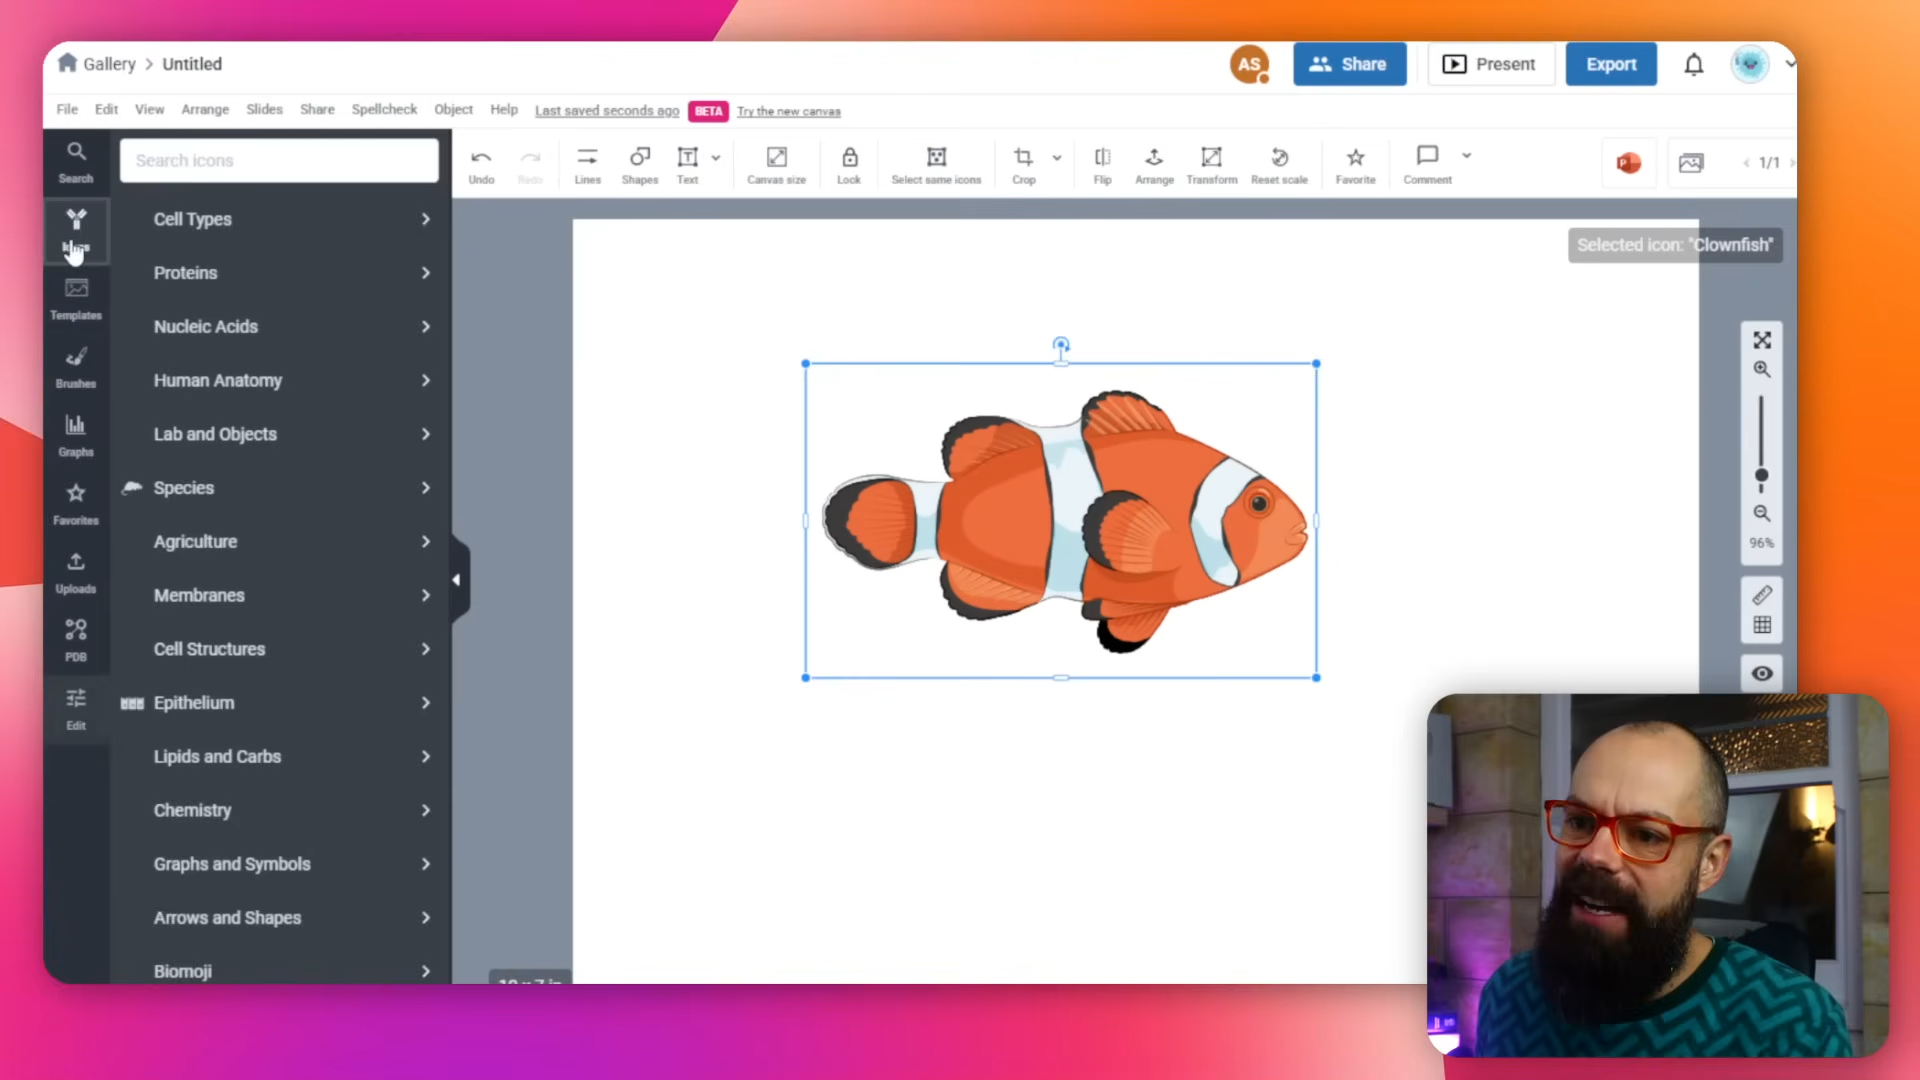 Gallery > Untitled
AS
Share
Present
Export
File Edit View Arrange Slides Share Spellcheck Object Help Last saved seconds ago BETA Try the new canvas
Search
Search icons
Undo Redo Lines Shapes Text Canvas size Lock Select same icons Crop Flip Arrange Transform Reset scale Favorite Comment
P
1/1
Selected icon: "Clownfish"
Templates
Brushes
Graphs
Favorites
Uploads
PDB
Edit
Cell Types
Proteins
Nucleic Acids
Human Anatomy
Lab and Objects
Species
Agriculture
Membranes
Cell Structures
Epithelium
Lipids and Carbs
Chemistry
Graphs and Symbols
Arrows and Shapes
Biomoji
96%